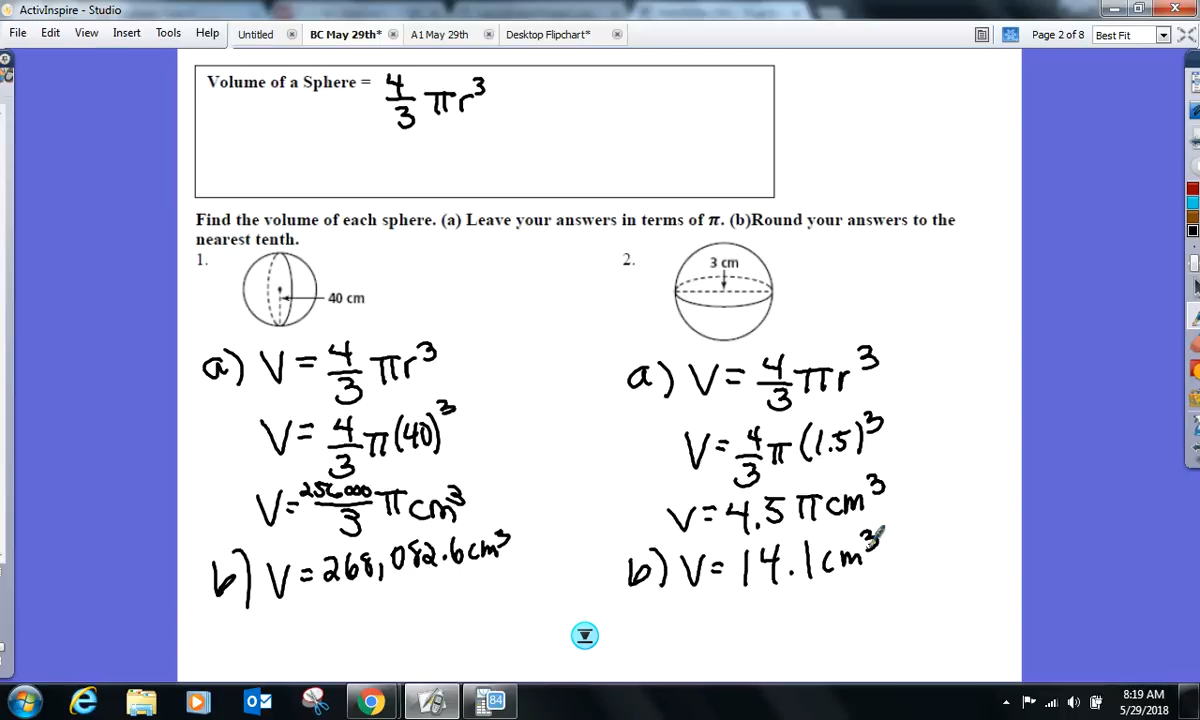 ActivInspire - Studio
File Edit View Insert Tools Help Untitled BC May 29th* A1 May 29th Desktop Flipchart* Page 2 of 8 Best Fit
Volume of a Sphere = 4/3 πr³
Find the volume of each sphere. (a) Leave your answers in terms of π. (b)Round your answers to the
nearest tenth.
1.
40 cm
a) V = 4/3 πr³
V = 4/3 π(40)³
V = 256000/3 π cm³
b) V = 268,082.6 cm³
2.
3 cm
a) V = 4/3 πr³
V = 4/3 π (1.5)³
V = 4.5 π cm³
b) V = 14.1 cm³
84
8:19 AM
5/29/2018